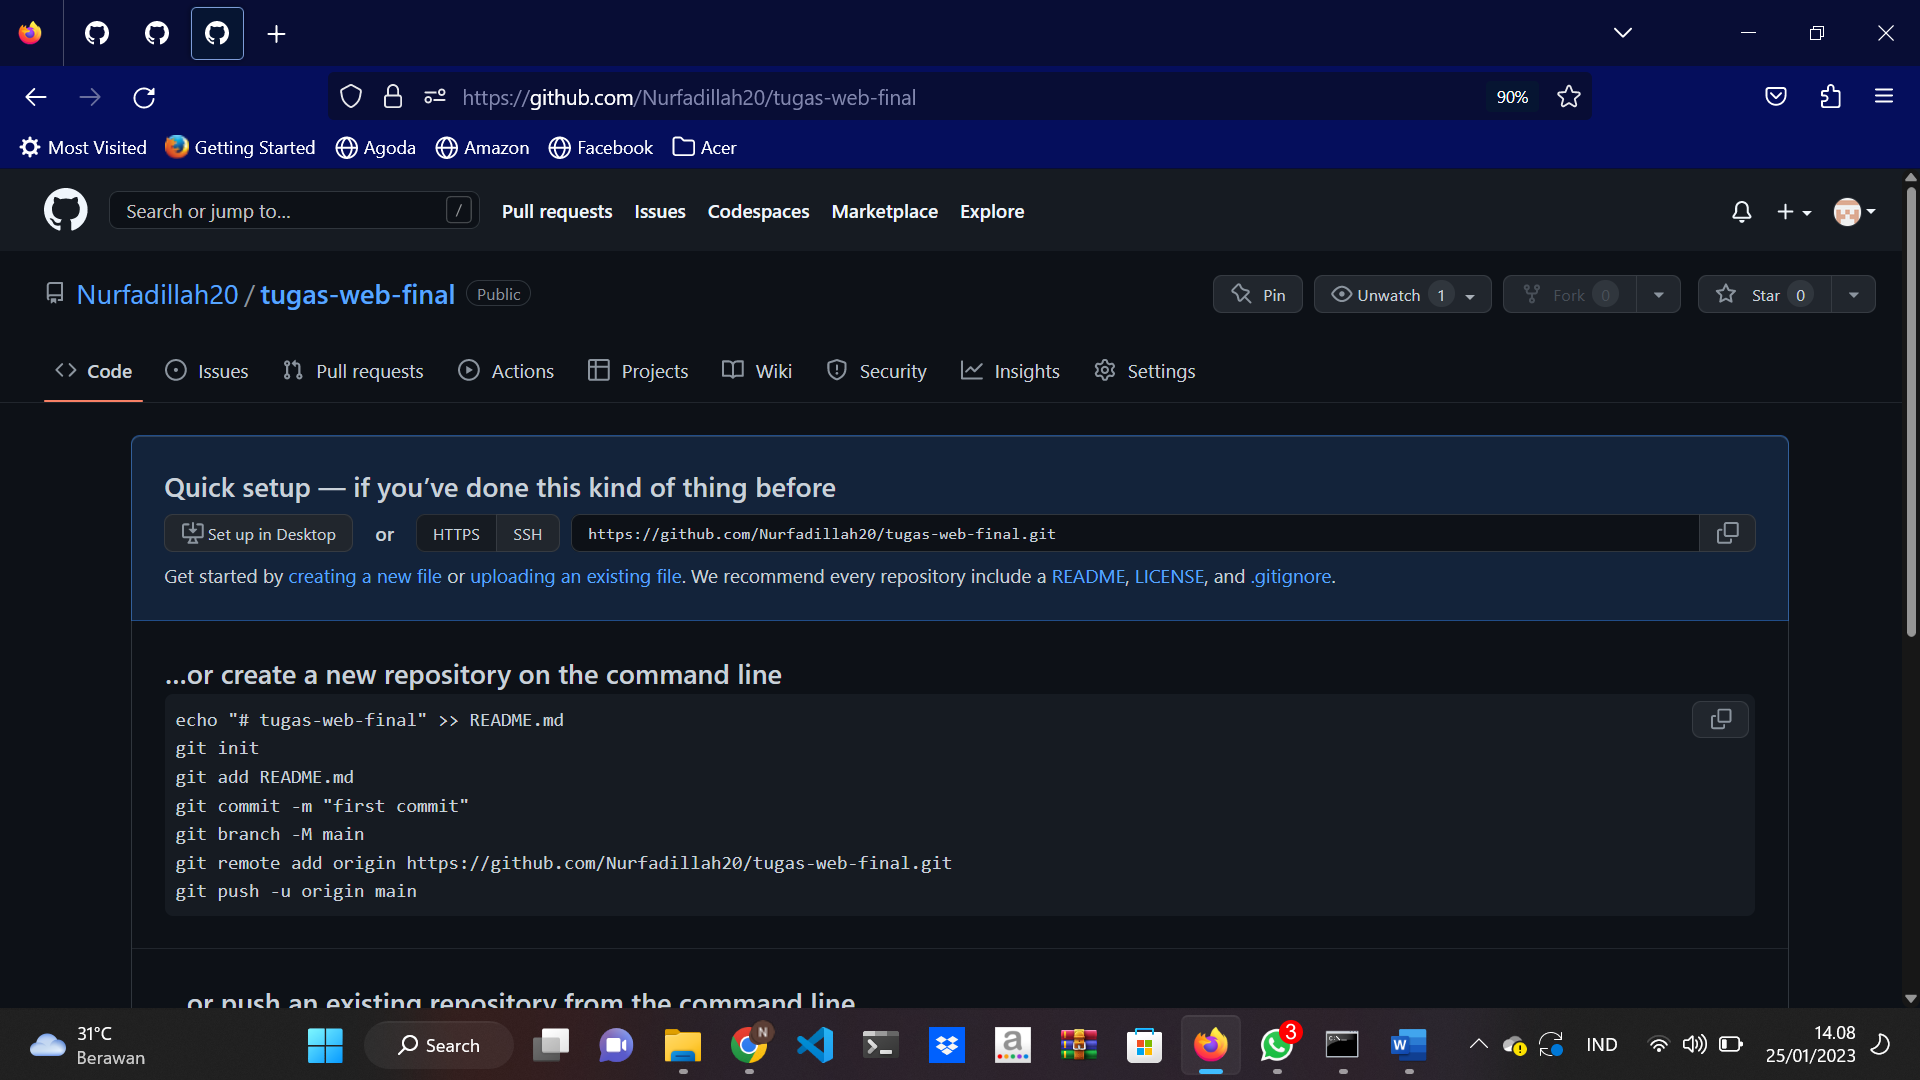 https://github.com/Nurfadillah20/tugas-web-final
90%
Most Visited Getting Started Agoda Amazon Facebook Acer
Search or jump to... / Pull requests Issues Codespaces Marketplace Explore
Nurfadillah20 / tugas-web-final Public Pin Unwatch 1 Fork 0 Star 0
Code Issues Pull requests Actions Projects Wiki Security Insights Settings
Quick setup — if you’ve done this kind of thing before
Set up in Desktop or HTTPS SSH https://github.com/Nurfadillah20/tugas-web-final.git
Get started by creating a new file or uploading an existing file. We recommend every repository include a README, LICENSE, and .gitignore.
…or create a new repository on the command line
echo "# tugas-web-final" >> README.md
git init
git add README.md
git commit -m "first commit"
git branch -M main
git remote add origin https://github.com/Nurfadillah20/tugas-web-final.git
git push -u origin main
…or push an existing repository from the command line
31°C
Berawan
Search
N
a
3
W
IND
14.08
25/01/2023